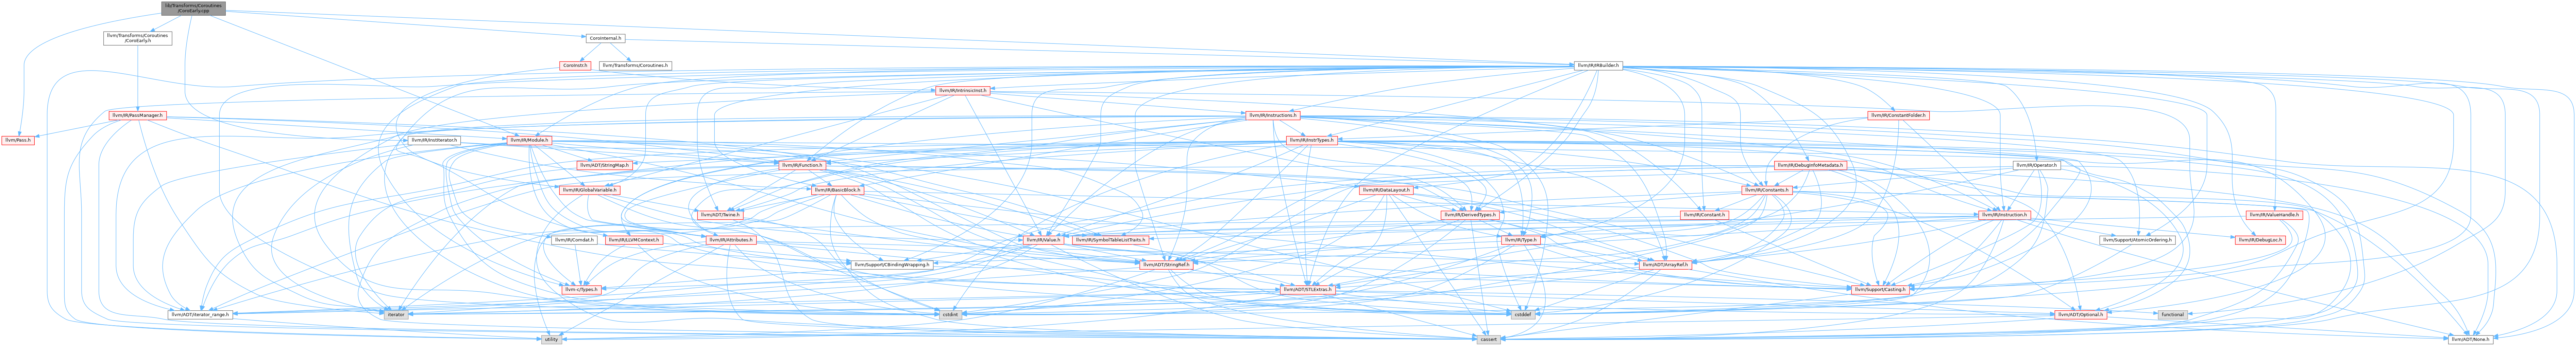 lib/Transforms/Coroutines
/CoroEarly.cpp
llvm/Transforms/Coroutines
/CoroEarly.h
CoroInternal.h
CoroInstr.h
llvm/Transforms/Coroutines.h
llvm/IR/IRBuilder.h
llvm/IR/IntrinsicInst.h
llvm/IR/PassManager.h
llvm/IR/Instructions.h
llvm/IR/ConstantFolder.h
llvm/Pass.h
llvm/IR/InstIterator.h
llvm/IR/Module.h
llvm/IR/InstrTypes.h
llvm/ADT/StringMap.h
llvm/IR/Function.h
llvm/IR/DebugInfoMetadata.h
llvm/IR/Operator.h
llvm/IR/GlobalVariable.h
llvm/IR/BasicBlock.h
llvm/IR/DataLayout.h
llvm/IR/Constants.h
llvm/ADT/Twine.h
llvm/IR/DerivedTypes.h
llvm/IR/Constant.h
llvm/IR/Instruction.h
llvm/IR/ValueHandle.h
llvm/IR/Comdat.h
llvm/IR/LLVMContext.h
llvm/IR/Attributes.h
llvm/IR/Value.h
llvm/IR/SymbolTableListTraits.h
llvm/IR/Type.h
llvm/Support/AtomicOrdering.h
llvm/IR/DebugLoc.h
llvm/Support/CBindingWrapping.h
llvm/ADT/StringRef.h
llvm/ADT/ArrayRef.h
llvm-c/Types.h
llvm/ADT/STLExtras.h
llvm/Support/Casting.h
llvm/ADT/iterator_range.h
iterator
cstdint
cstddef
llvm/ADT/Optional.h
functional
utility
cassert
llvm/ADT/None.h